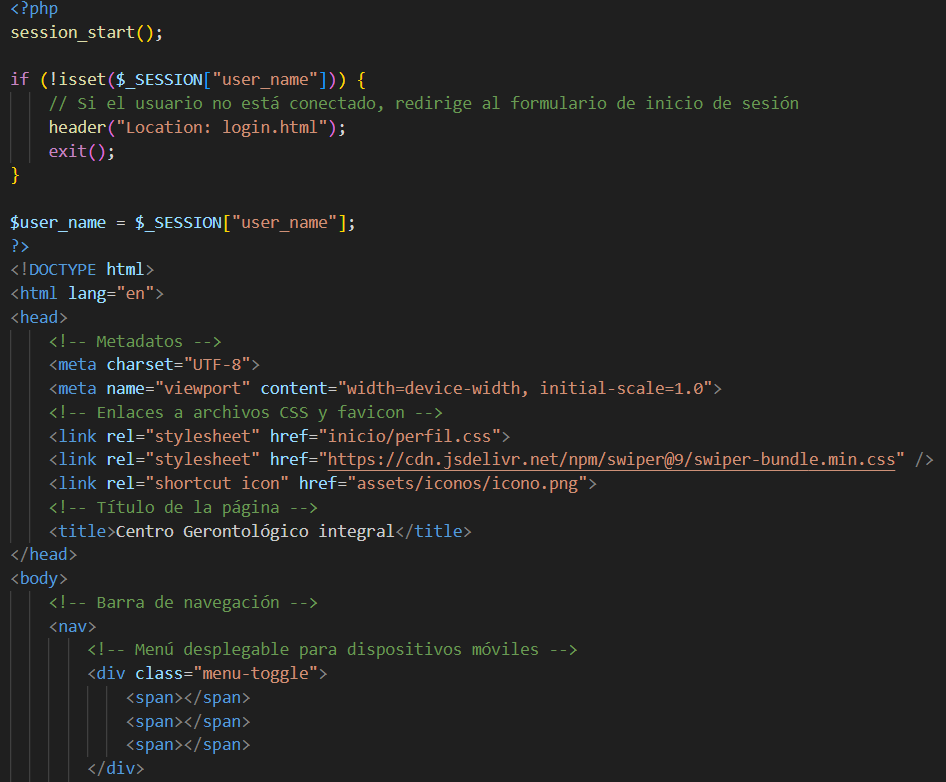 <?php
session_start();

if (!isset($_SESSION["user_name"])) {
    // Si el usuario no está conectado, redirige al formulario de inicio de sesión
    header("Location: login.html");
    exit();
}

$user_name = $_SESSION["user_name"];
?>
<!DOCTYPE html>
<html lang="en">
<head>
    <!-- Metadatos -->
    <meta charset="UTF-8">
    <meta name="viewport" content="width=device-width, initial-scale=1.0">
    <!-- Enlaces a archivos CSS y favicon -->
    <link rel="stylesheet" href="inicio/perfil.css">
    <link rel="stylesheet" href="https://cdn.jsdelivr.net/npm/swiper@9/swiper-bundle.min.css" />
    <link rel="shortcut icon" href="assets/iconos/icono.png">
    <!-- Título de la página -->
    <title>Centro Gerontológico integral</title>
</head>
<body>
    <!-- Barra de navegación -->
    <nav>
        <!-- Menú desplegable para dispositivos móviles -->
        <div class="menu-toggle">
            <span></span>
            <span></span>
            <span></span>
        </div>